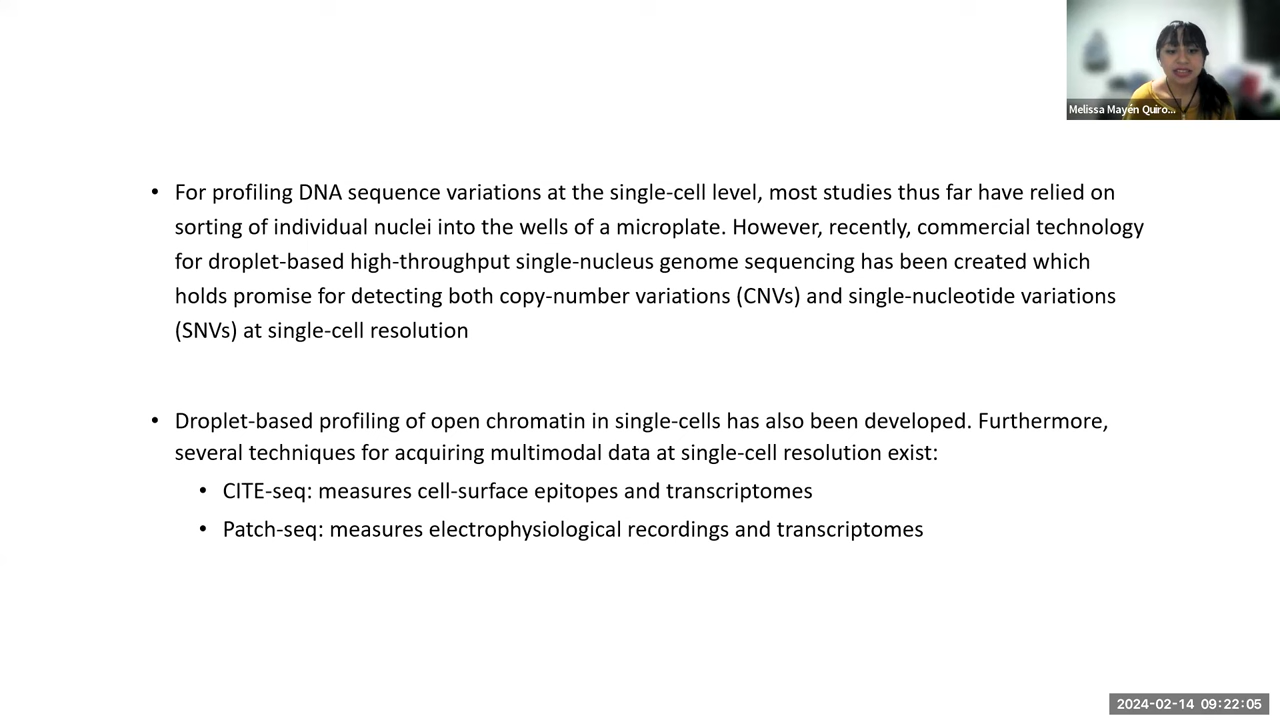 Melissa Mayén Quiro...
• For profiling DNA sequence variations at the single-cell level, most studies thus far have relied on
sorting of individual nuclei into the wells of a microplate. However, recently, commercial technology
for droplet-based high-throughput single-nucleus genome sequencing has been created which
holds promise for detecting both copy-number variations (CNVs) and single-nucleotide variations
(SNVs) at single-cell resolution
• Droplet-based profiling of open chromatin in single-cells has also been developed. Furthermore,
several techniques for acquiring multimodal data at single-cell resolution exist:
• CITE-seq: measures cell-surface epitopes and transcriptomes
• Patch-seq: measures electrophysiological recordings and transcriptomes
2024-02-14 09:22:05